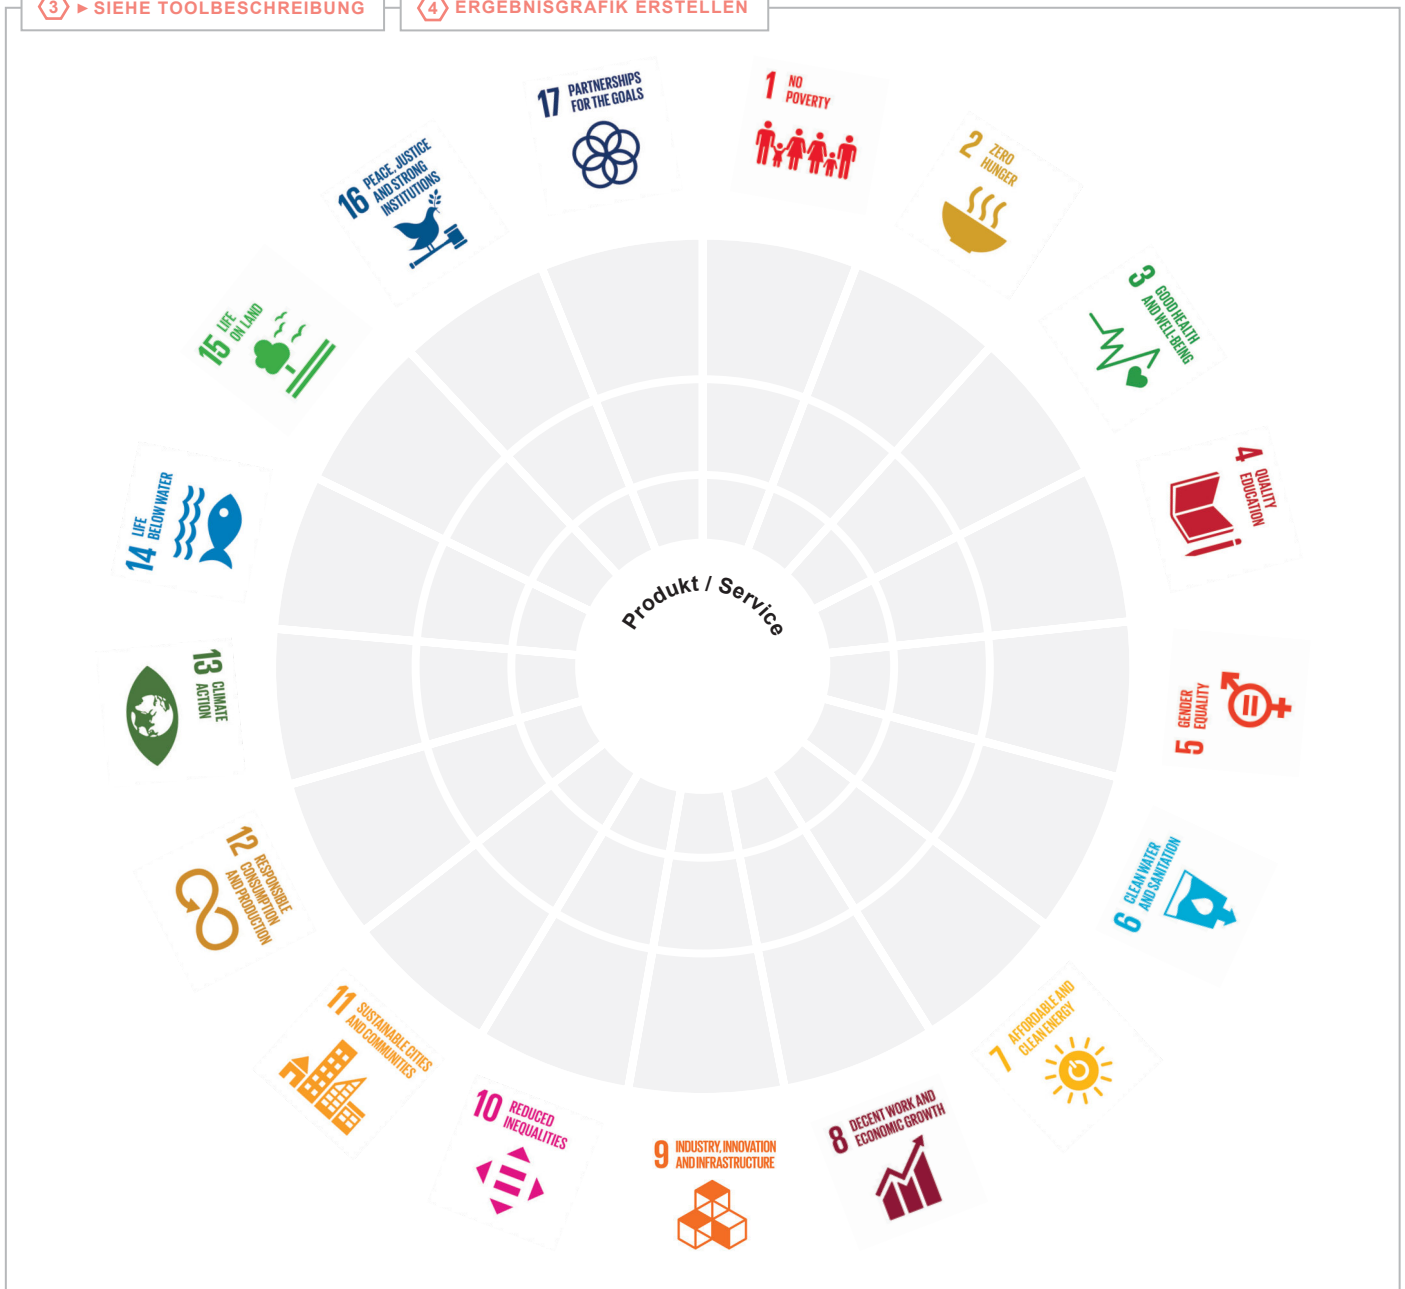 3 ▸ SIEHE TOOLBESCHREIBUNG
4 ERGEBNISGRAFIK ERSTELLEN
1 NO
POVERTY
2 ZERO
HUNGER
3 GOOD HEALTH
AND WELL-BEING
4 QUALITY
EDUCATION
5 GENDER
EQUALITY
6 CLEAN WATER
AND SANITATION
7 AFFORDABLE AND
CLEAN ENERGY
8 DECENT WORK AND
ECONOMIC GROWTH
9 INDUSTRY, INNOVATION
AND INFRASTRUCTURE
10 REDUCED
INEQUALITIES
11 SUSTAINABLE CITIES
AND COMMUNITIES
12 RESPONSIBLE
CONSUMPTION
AND PRODUCTION
13 CLIMATE
ACTION
14 LIFE
BELOW WATER
15 LIFE
ON LAND
16 PEACE, JUSTICE
AND STRONG
INSTITUTIONS
17 PARTNERSHIPS
FOR THE GOALS
Produkt / Service